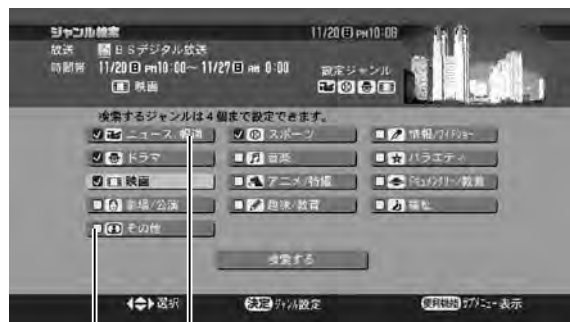 ジャンル検索 11/20 日 PM10:08
放送 BSデジタル放送
時間帯 11/20 日 PM10:00～ 11/27 日 AM 0:00 設定ジャンル
映画
検索するジャンルは4個まで設定できます。
ニュース/報道 スポーツ 情報/ワイドショー
ドラマ 音楽 バラエティ
映画 アニメ/特撮 ドキュメンタリー/教養
劇場/公演 趣味/教育 福祉
その他
検索する
選択 決定 ジャンル設定 便利機能 サブメニュー表示